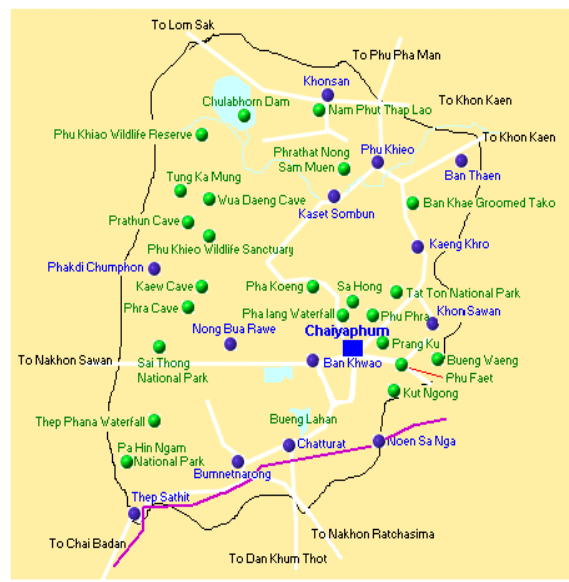 To Lom Sak
To Phu Pha Man
Khonsan
To Khon Kaen
Chulabhorn Dam
Nam Phut Thap Lao
Phu Khiao Wildlife Reserve
To Khon Kaen
Phrathat Nong
Sam Muen
Phu Khieo
Ban Thaen
Tung Ka Mung
Wua Daeng Cave
Kaset Sombun
Ban Khae Groomed Tako
Prathun Cave
Phu Khieo Wildlife Sanctuary
Kaeng Khro
Phakdi Chumphon
Kaew Cave
Pha Koeng
Sa Hong
Tat Ton National Park
Phra Cave
Pha lang Waterfall
Phu Phra
Khon Sawan
Nong Bua Rawe
Chaiyaphum
Prang Ku
To Nakhon Sawan
Sai Thong
National Park
Ban Khwao
Bueng Waeng
Phu Faet
Kut Ngong
Thep Phana Waterfall
Bueng Lahan
Pa Hin Ngam
National Park
Chatturat
Noen Sa Nga
Bumnetnarong
Thep Sathit
To Chai Badan
To Nakhon Ratchasima
To Dan Khum Thot